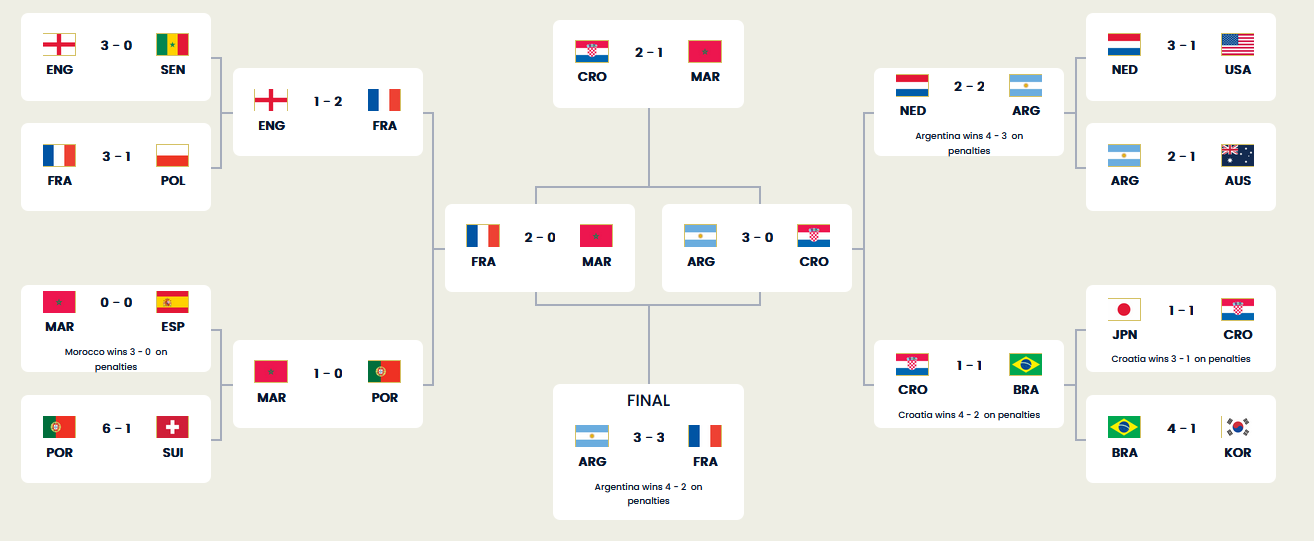 3 - 0
ENG SEN
3 - 1
FRA POL
0 - 0
MAR ESP
Morocco wins 3 - 0 on
penalties
6 - 1
POR SUI
1 - 2
ENG FRA
1 - 0
MAR POR
2 - 1
CRO MAR
2 - 0
FRA MAR
3 - 0
ARG CRO
FINAL
3 - 3
ARG FRA
Argentina wins 4 - 2 on
penalties
2 - 2
NED ARG
Argentina wins 4 - 3 on
penalties
1 - 1
CRO BRA
Croatia wins 4 - 2 on penalties
3 - 1
NED USA
2 - 1
ARG AUS
1 - 1
JPN CRO
Croatia wins 3 - 1 on penalties
4 - 1
BRA KOR